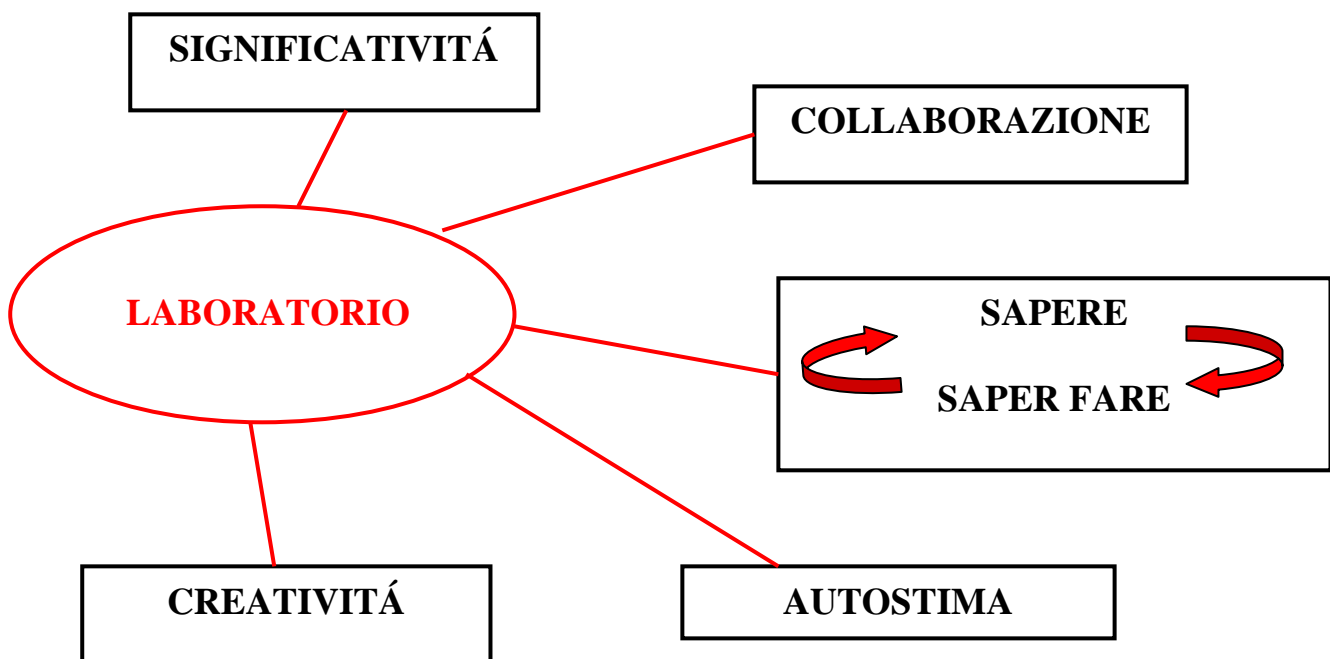 SIGNIFICATIVITÁ
COLLABORAZIONE
LABORATORIO
SAPERE
SAPER FARE
CREATIVITÁ
AUTOSTIMA